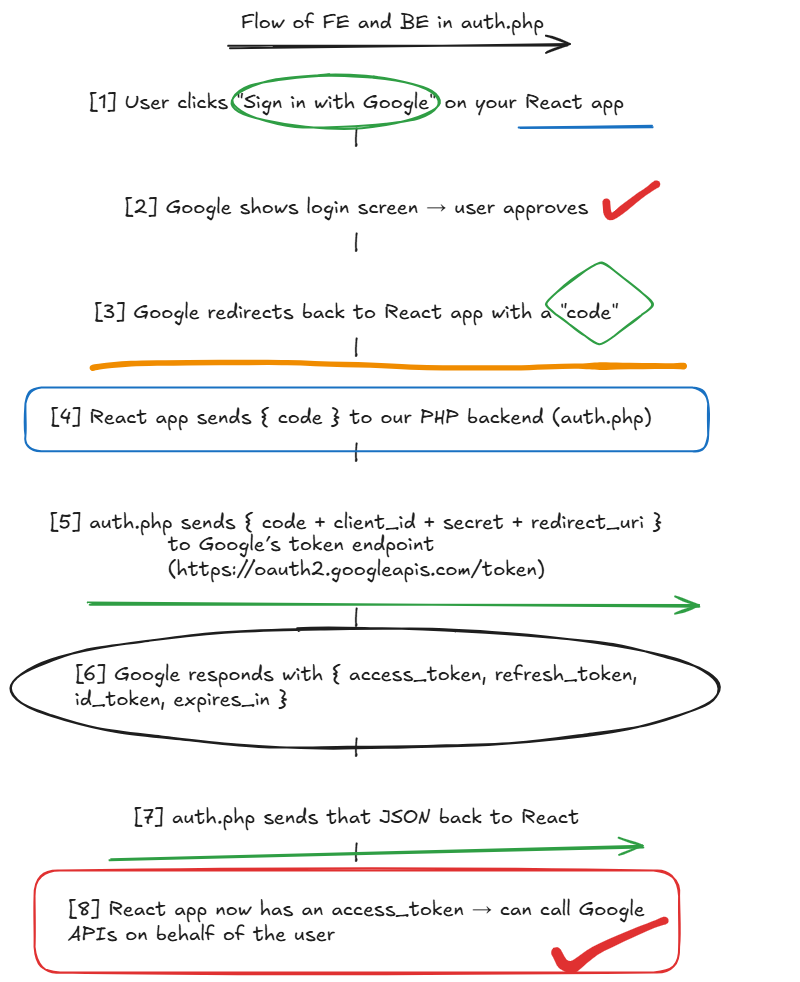 Flow of FE and BE in auth.php
[1] User clicks "Sign in with Google" on your React app
[2] Google shows login screen → user approves
[3] Google redirects back to React app with a "code"
[4] React app sends { code } to our PHP backend (auth.php)
[5] auth.php sends { code + client_id + secret + redirect_uri }
to Google's token endpoint
(https://oauth2.googleapis.com/token)
[6] Google responds with { access_token, refresh_token,
id_token, expires_in }
[7] auth.php sends that JSON back to React
[8] React app now has an access_token → can call Google
APIs on behalf of the user